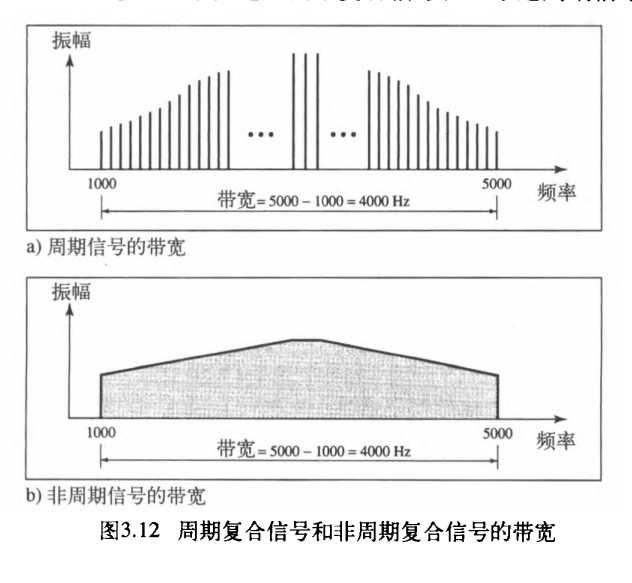 振幅
...
...
1000
5000
频率
带宽 = 5000 – 1000 = 4000 Hz
a) 周期信号的带宽
振幅
1000
5000
频率
带宽 = 5000 – 1000 = 4000 Hz
b) 非周期信号的带宽
图3.12 周期复合信号和非周期复合信号的带宽